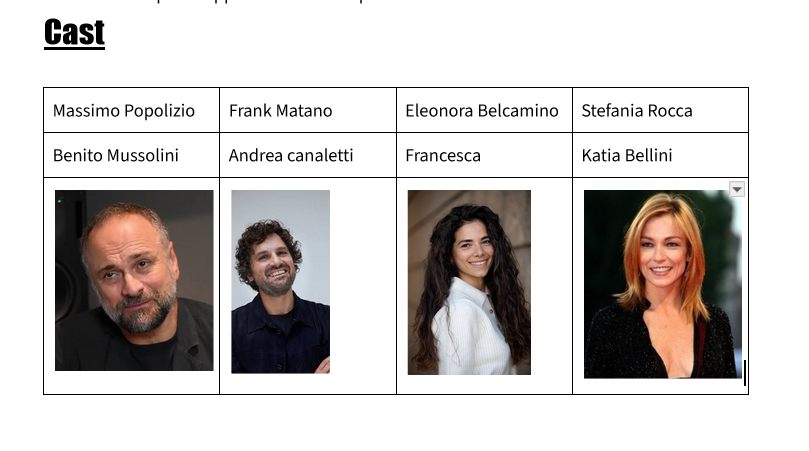 Cast
Massimo Popolizio
Frank Matano
Eleonora Belcamino
Stefania Rocca
Benito Mussolini
Andrea canaletti
Francesca
Katia Bellini